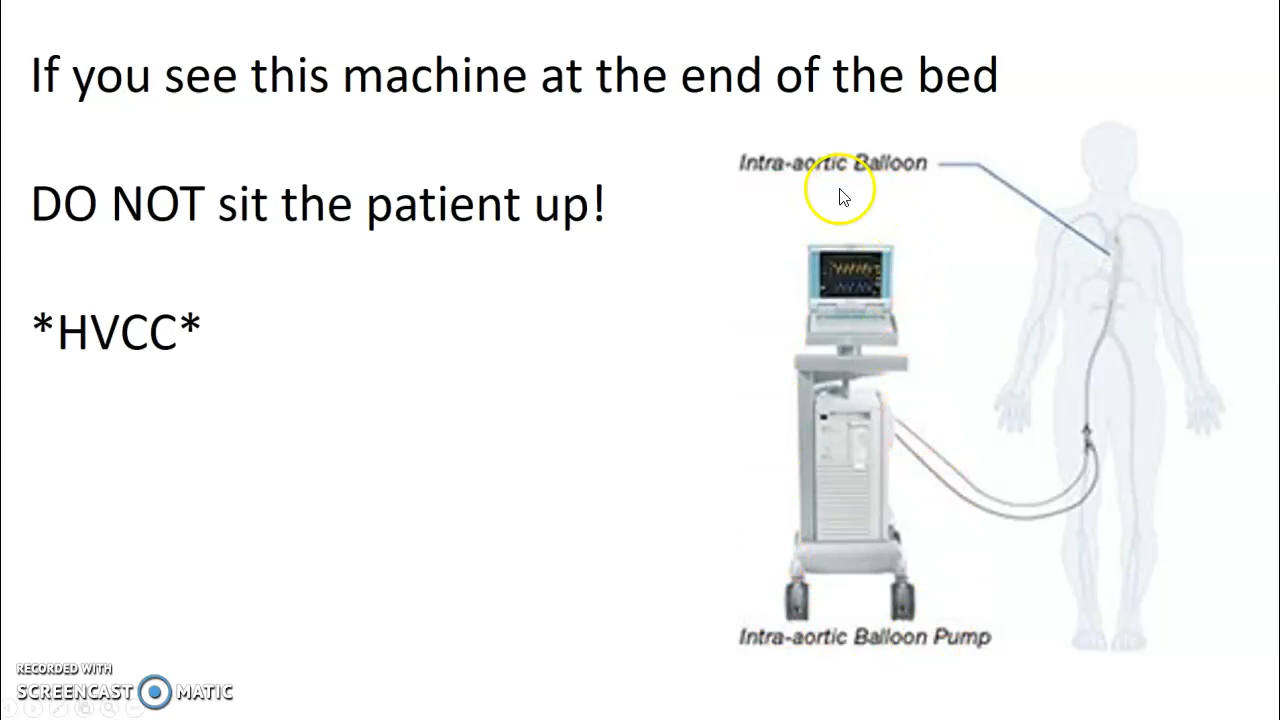 If you see this machine at the end of the bed
Intra-aortic Balloon
DO NOT sit the patient up!
*HVCC*
Intra-aortic Balloon Pump
RECORDED WITH
SCREENCAST MATIC